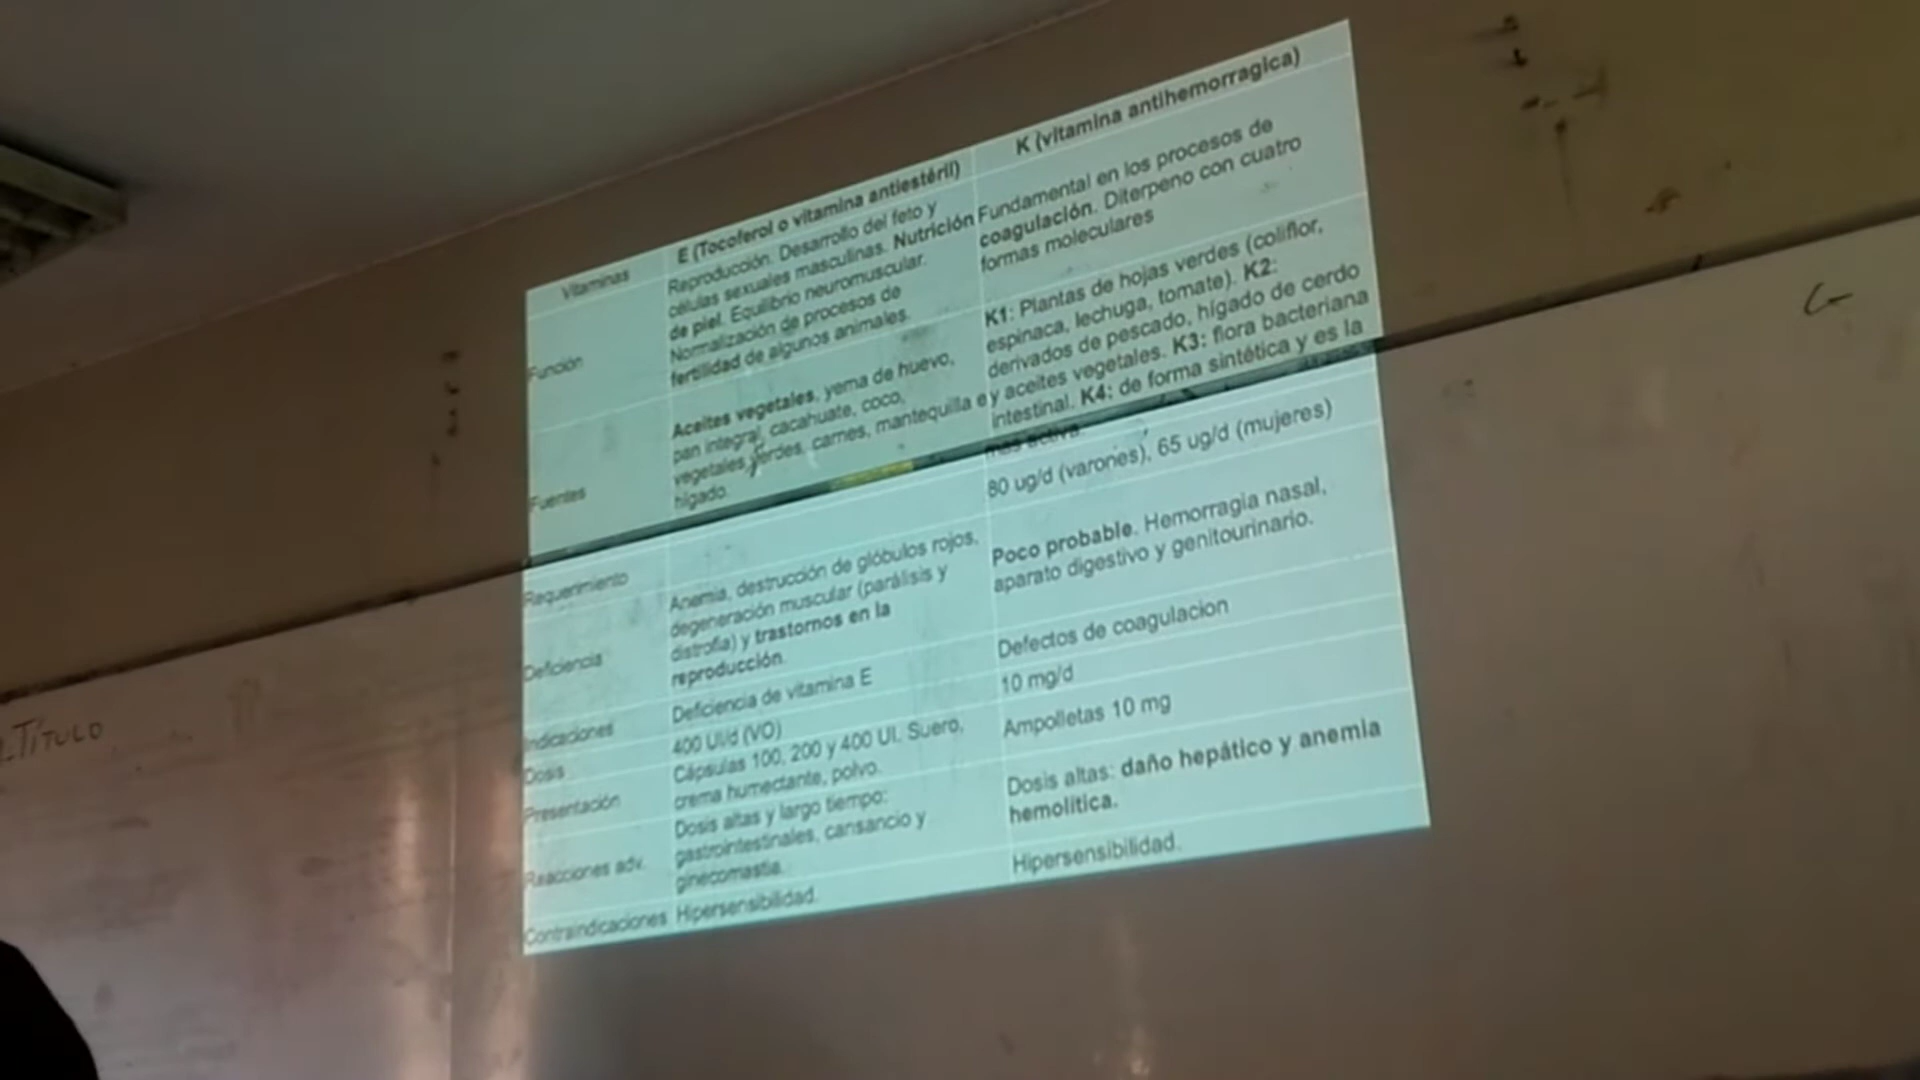 Vitaminas E (Tocoferol o vitamina antiestéril) K (vitamina antihemorragica)
Función
Reproducción. Desarrollo del feto y
células sexuales masculinas. Nutrición
de piel. Equilibrio neuromuscular.
Normalización de procesos de
fertilidad de algunos animales.
Fundamental en los procesos de
coagulación. Diterpeno con cuatro
formas moleculares
Fuentes
Aceites vegetales, yema de huevo,
pan integral, cacahuate, coco,
vegetales verdes, carnes, mantequilla e
hígado.
K1: Plantas de hojas verdes (coliflor,
espinaca, lechuga, tomate). K2:
derivados de pescado, hígado de cerdo
y aceites vegetales. K3: flora bacteriana
intestinal. K4: de forma sintética y es la
más activa.
Requerimiento
80 ug/d (varones), 65 ug/d (mujeres)
Deficiencia
Anemia, destrucción de glóbulos rojos,
degeneración muscular (parálisis y
distrofia) y trastornos en la
reproducción.
Poco probable. Hemorragia nasal,
aparato digestivo y genitourinario.
Indicaciones
Deficiencia de vitamina E
Defectos de coagulacion
Dosis
400 UI/d (VO)
10 mg/d
Presentación
Cápsulas 100, 200 y 400 UI. Suero,
crema humectante, polvo.
Ampolletas 10 mg
Reacciones adv.
Dosis altas y largo tiempo:
gastrointestinales, cansancio y
ginecomastia.
Dosis altas: daño hepático y anemia
hemolítica.
Contraindicaciones
Hipersensibilidad.
Hipersensibilidad.
TÍTULO
G